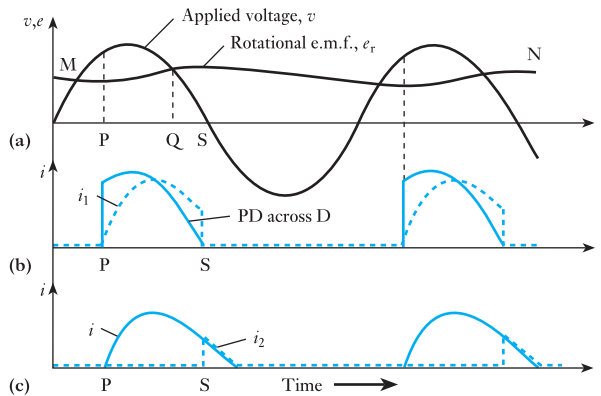 v,e
Applied voltage, v
Rotational e.m.f., eᵣ
M
N
(a)
P
Q
S
i
i₁
PD across D
(b)
P
S
i
i
i₂
(c)
P
S
Time